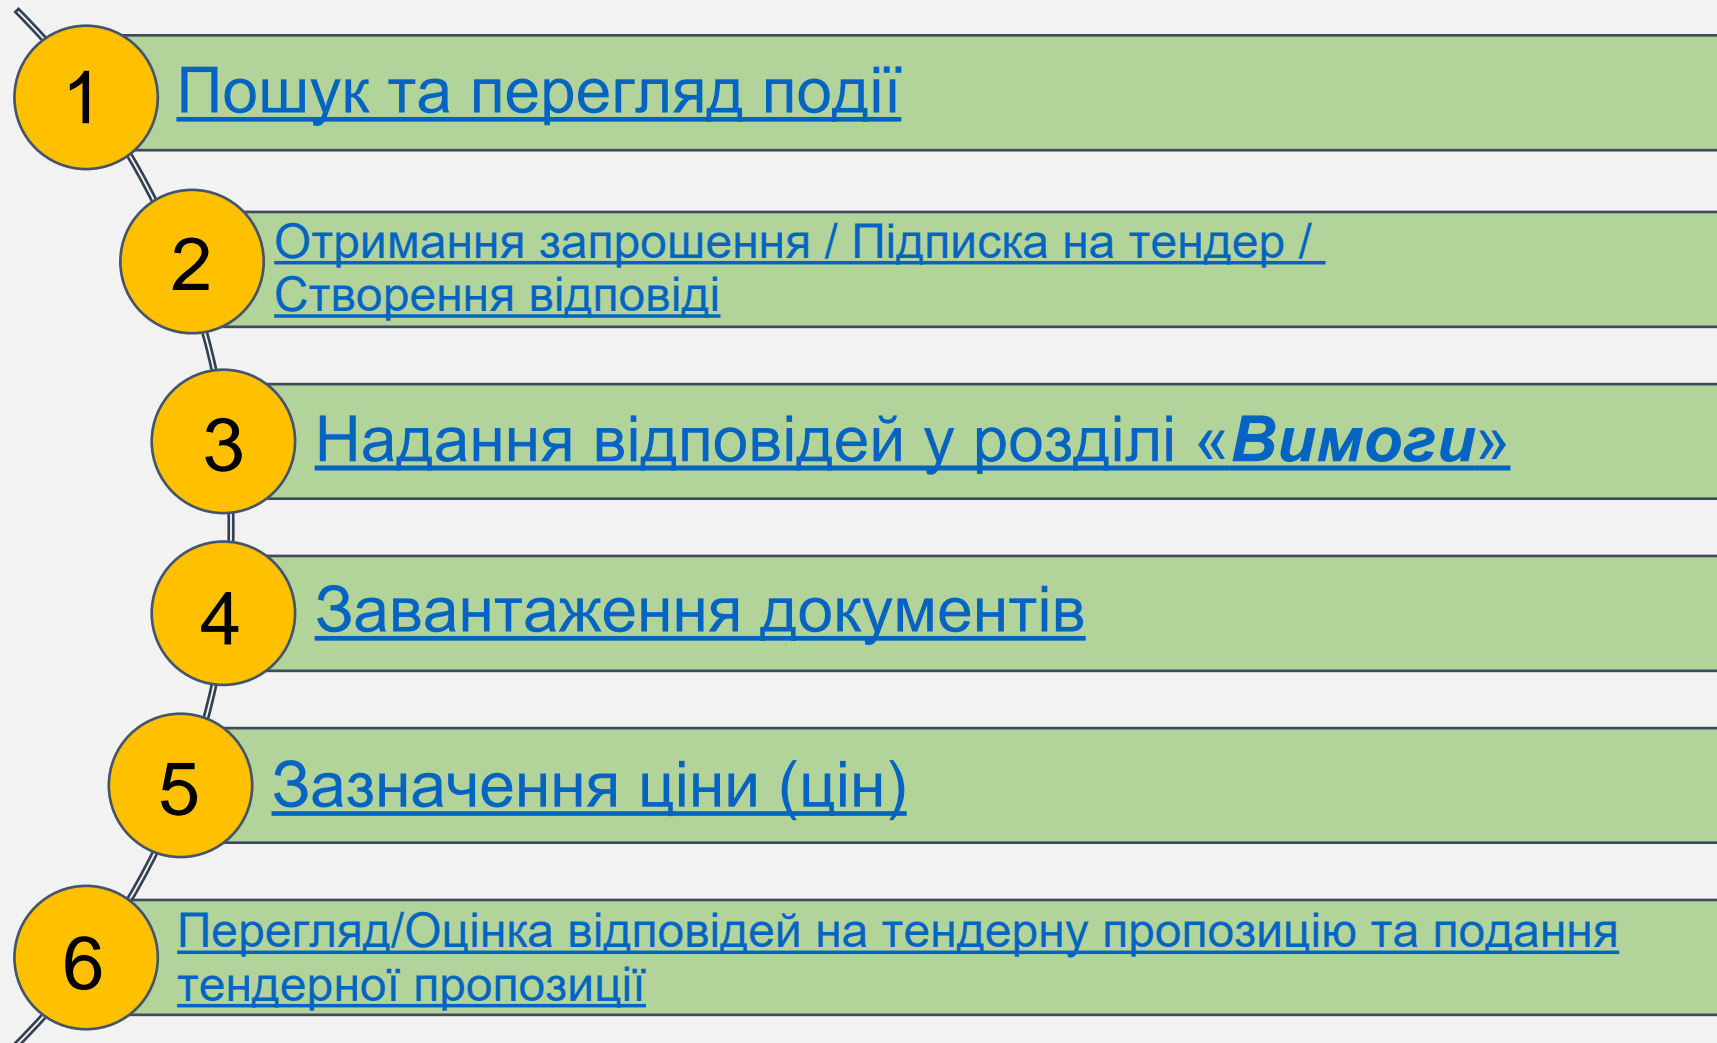 1
Пошук та перегляд події
2
Отримання запрошення / Підписка на тендер /
Створення відповіді
3
Надання відповідей у розділі «Вимоги»
4
Завантаження документів
5
Зазначення ціни (цін)
6
Перегляд/Оцінка відповідей на тендерну пропозицію та подання
тендерної пропозиції